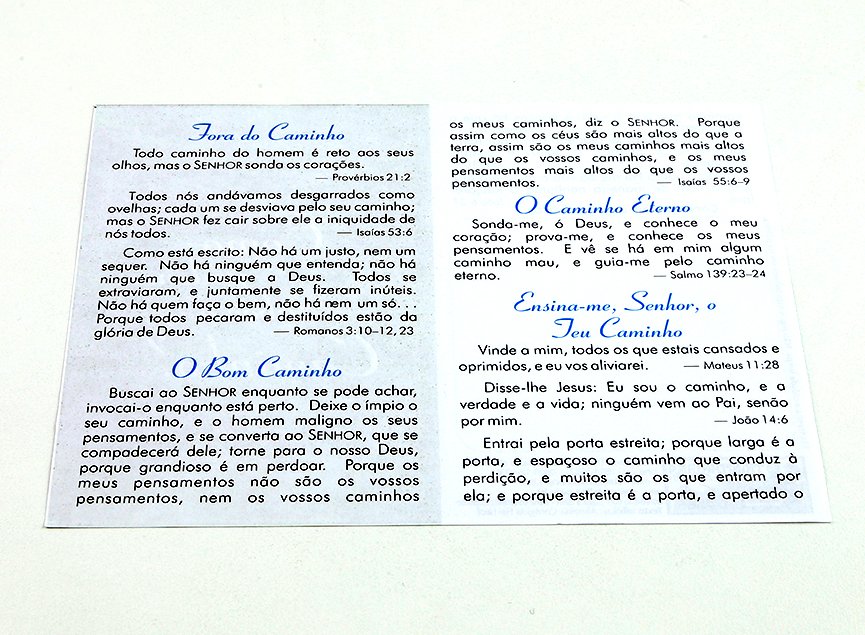 Fora do Caminho
Todo caminho do homem é reto aos seus
olhos, mas o SENHOR sonda os corações.
— Provérbios 21:2
Todos nós andávamos desgarrados como
ovelhas; cada um se desviava pelo seu caminho;
mas o SENHOR fez cair sobre ele a iniquidade de
nós todos. — Isaías 53:6
Como está escrito: Não há um justo, nem um
sequer. Não há ninguém que entenda; não há
ninguém que busque a Deus. Todos se
extraviaram, e juntamente se fizeram inúteis.
Não há quem faça o bem, não há nem um só. . .
Porque todos pecaram e destituídos estão da
glória de Deus. — Romanos 3:10–12, 23
O Bom Caminho
Buscai ao SENHOR enquanto se pode achar,
invocai-o enquanto está perto. Deixe o ímpio o
seu caminho, e o homem maligno os seus
pensamentos, e se converta ao SENHOR, que se
compadecerá dele; torne para o nosso Deus,
porque grandioso é em perdoar. Porque os
meus pensamentos não são os vossos
pensamentos, nem os vossos caminhos
os meus caminhos, diz o SENHOR. Porque
assim como os céus são mais altos do que a
terra, assim são os meus caminhos mais altos
do que os vossos caminhos, e os meus
pensamentos mais altos do que os vossos
pensamentos. — Isaías 55:6–9
O Caminho Eterno
Sonda-me, ó Deus, e conhece o meu
coração; prova-me, e conhece os meus
pensamentos. E vê se há em mim algum
caminho mau, e guia-me pelo caminho
eterno. — Salmo 139:23–24
Ensina-me, Senhor, o
Teu Caminho
Vinde a mim, todos os que estais cansados e
oprimidos, e eu vos aliviarei. — Mateus 11:28
Disse-lhe Jesus: Eu sou o caminho, e a
verdade e a vida; ninguém vem ao Pai, senão
por mim. — João 14:6
Entrai pela porta estreita; porque larga é a
porta, e espaçoso o caminho que conduz à
perdição, e muitos são os que entram por
ela; e porque estreita é a porta, e apertado o